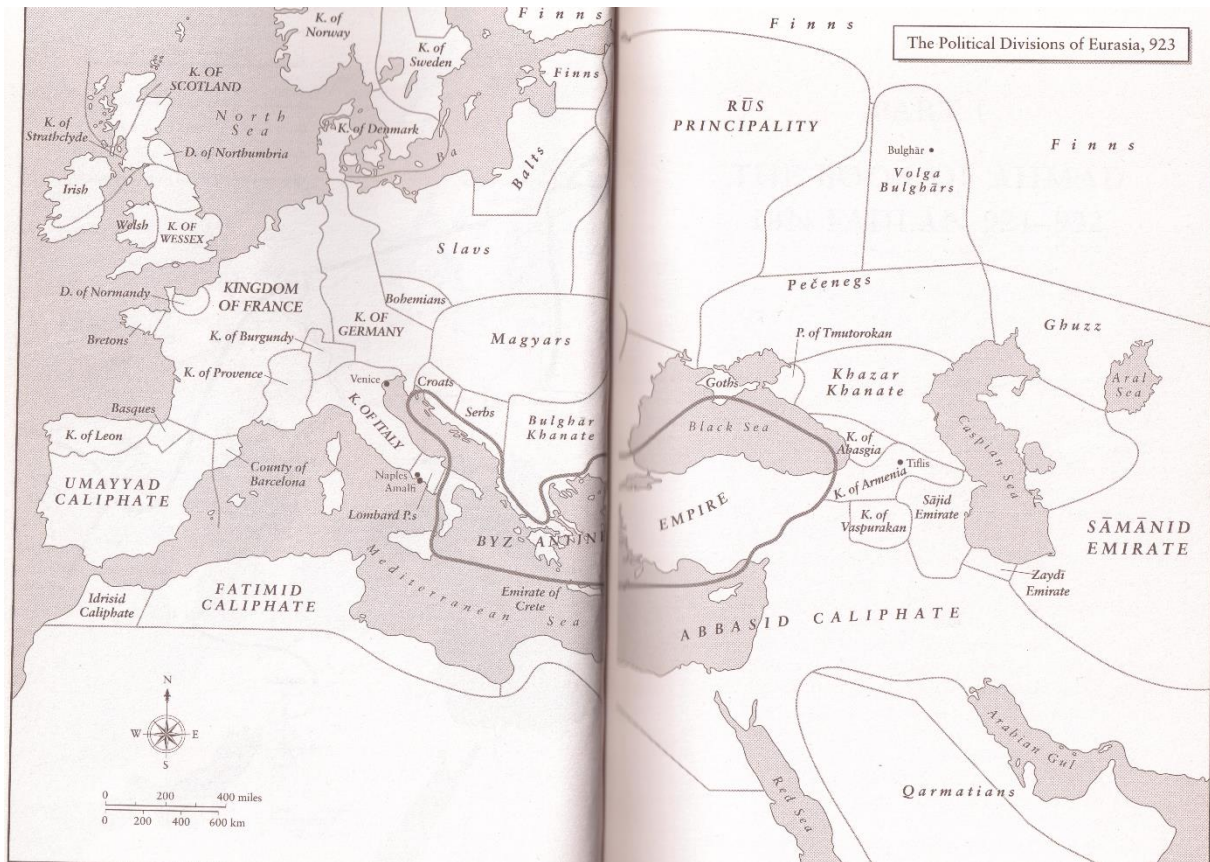 The Political Divisions of Eurasia, 923
Finns
K. of
Norway
K. of
Sweden
Finns
K. OF
SCOTLAND
K. of
Strathclyde
North
Sea
K. of Denmark
D. of Northumbria
Ba
Balts
Irish
Welsh
K. OF
WESSEX
Slavs
D. of Normandy
KINGDOM
OF FRANCE
Bohemians
K. OF
GERMANY
Bretons
K. of Burgundy
Magyars
K. of Provence
Venice
Croats
Basques
K. OF ITALY
Serbs
K. of Leon
Bulghār
Khanate
UMAYYAD
CALIPHATE
County of
Barcelona
Naples
Amalfi
Lombard P.s
BYZANTINE
Mediterranean
Sea
Emirate of
Crete
Idrisid
Caliphate
FATIMID
CALIPHATE
N
W
E
S
0 200 400 miles
0 200 400 600 km
Finns
RŪS
PRINCIPALITY
Bulghār
Volga
Bulghārs
Finns
Pečenegs
Ghuzz
P. of Tmutorokan
Khazar
Khanate
Goths
Aral
Sea
Black Sea
K. of
Abasgia
Caspian Sea
Tiflis
K. of Armenia
EMPIRE
K. of
Vaspurakan
Sājid
Emirate
SĀMĀNID
EMIRATE
Zaydī
Emirate
ABBASID CALIPHATE
Arabian Gul
Red Sea
Qarmatians